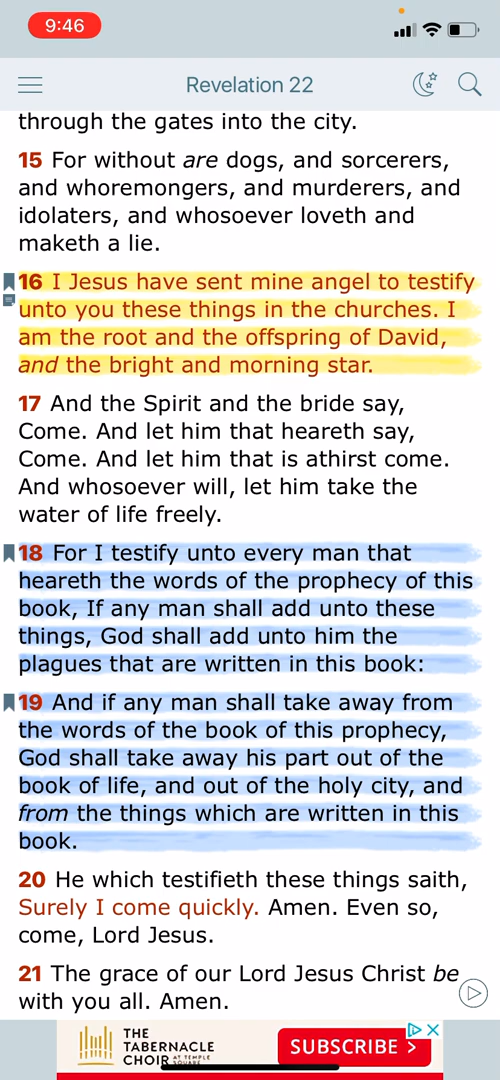 9:46
Revelation 22
through the gates into the city.
15 For without are dogs, and sorcerers,
and whoremongers, and murderers, and
idolaters, and whosoever loveth and
maketh a lie.
16 I Jesus have sent mine angel to testify
unto you these things in the churches. I
am the root and the offspring of David,
and the bright and morning star.
17 And the Spirit and the bride say,
Come. And let him that heareth say,
Come. And let him that is athirst come.
And whosoever will, let him take the
water of life freely.
18 For I testify unto every man that
heareth the words of the prophecy of this
book, If any man shall add unto these
things, God shall add unto him the
plagues that are written in this book:
19 And if any man shall take away from
the words of the book of this prophecy,
God shall take away his part out of the
book of life, and out of the holy city, and
from the things which are written in this
book.
20 He which testifieth these things saith,
Surely I come quickly. Amen. Even so,
come, Lord Jesus.
21 The grace of our Lord Jesus Christ be
with you all. Amen.
THE
TABERNACLE
CHOIR AT TEMPLE SQUARE
SUBSCRIBE >